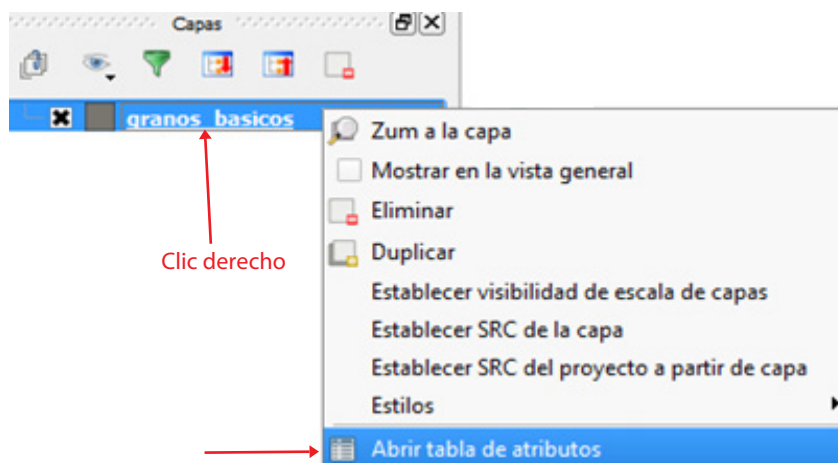 Capas
granos_basicos
Zum a la capa
Mostrar en la vista general
Eliminar
Clic derecho
Duplicar
Establecer visibilidad de escala de capas
Establecer SRC de la capa
Establecer SRC del proyecto a partir de capa
Estilos
Abrir tabla de atributos